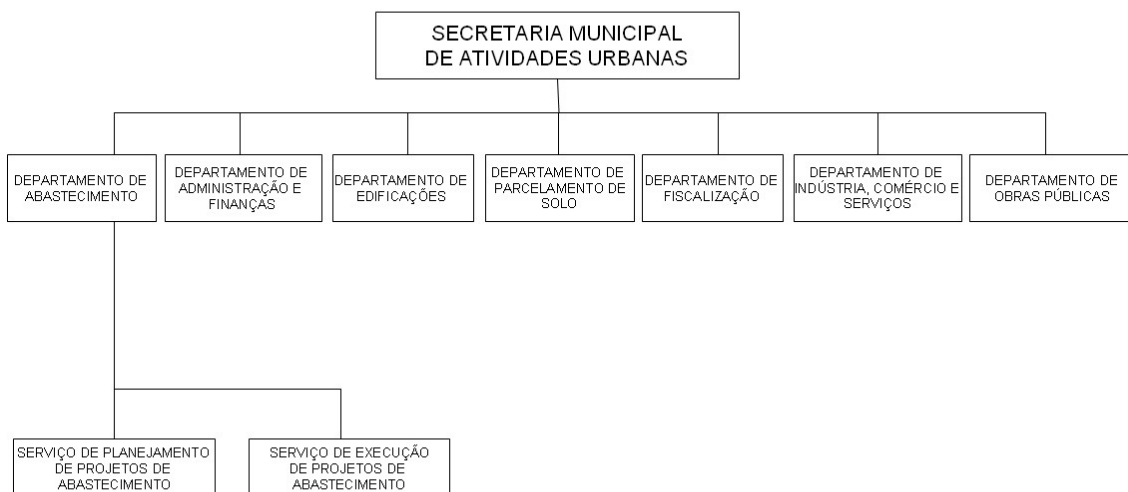 SECRETARIA MUNICIPAL
DE ATIVIDADES URBANAS
DEPARTAMENTO DE
ABASTECIMENTO
DEPARTAMENTO DE
ADMINISTRAÇÃO E
FINANÇAS
DEPARTAMENTO DE
EDIFICAÇÕES
DEPARTAMENTO DE
PARCELAMENTO DE
SOLO
DEPARTAMENTO DE
FISCALIZAÇÃO
DEPARTAMENTO DE
INDÚSTRIA, COMÉRCIO E
SERVIÇOS
DEPARTAMENTO DE
OBRAS PÚBLICAS
SERVIÇO DE PLANEJAMENTO
DE PROJETOS DE
ABASTECIMENTO
SERVIÇO DE EXECUÇÃO
DE PROJETOS DE
ABASTECIMENTO